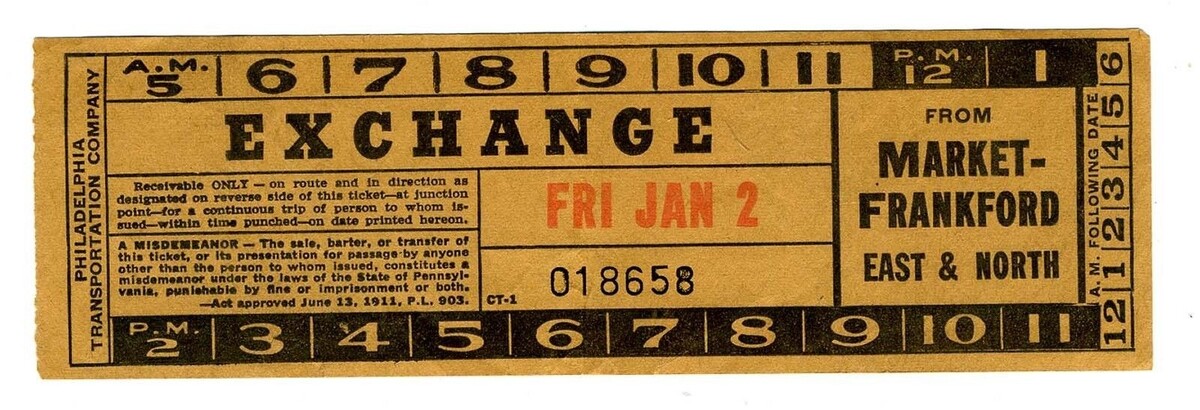 PHILADELPHIA
TRANSPORTATION COMPANY
A.M.
5 6 7 8 9 10 11
P.M.
12 1
EXCHANGE
Receivable ONLY — on route and in direction as
designated on reverse side of this ticket—at junction
point—for a continuous trip of person to whom is-
sued—within time punched—on date printed hereon.
A MISDEMEANOR — The sale, barter, or transfer of
this ticket, or its presentation for passage by anyone
other than the person to whom issued, constitutes a
misdemeanor under the laws of the State of Pennsyl-
vania, punishable by fine or imprisonment or both.
—Act approved June 13, 1911, P.L. 903.
CT-1
FRI JAN 2
018658
FROM
MARKET-
FRANKFORD
EAST & NORTH
A.M. FOLLOWING DATE
12 1 2 3 4 5 6
P.M.
2 3 4 5 6 7 8 9 10 11